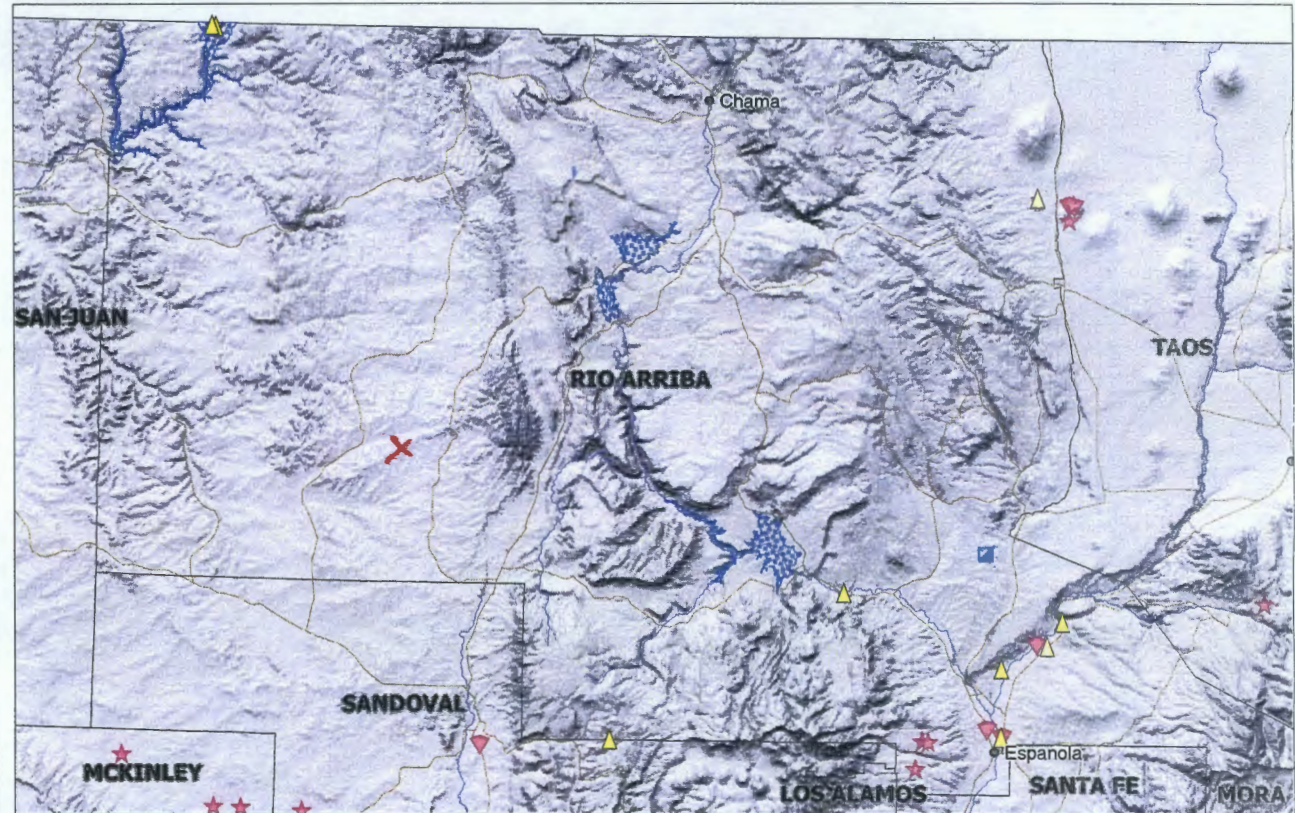 Chama
SAN JUAN
TAOS
RIO ARRIBA
SANDOVAL
Espanola
MCKINLEY
SANTA FE
LOS ALAMOS
MORA